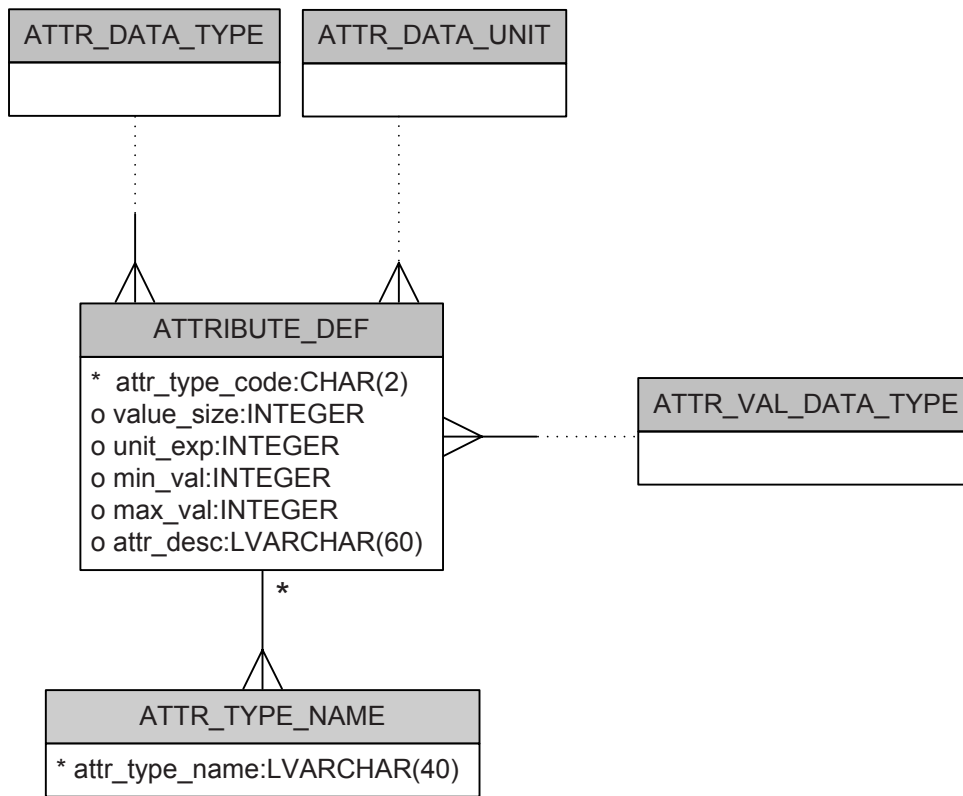 ATTR_DATA_TYPE
ATTR_DATA_UNIT
ATTRIBUTE_DEF
* attr_type_code:CHAR(2)
o value_size:INTEGER
o unit_exp:INTEGER
o min_val:INTEGER
o max_val:INTEGER
o attr_desc:LVARCHAR(60)
ATTR_VAL_DATA_TYPE
*
ATTR_TYPE_NAME
* attr_type_name:LVARCHAR(40)